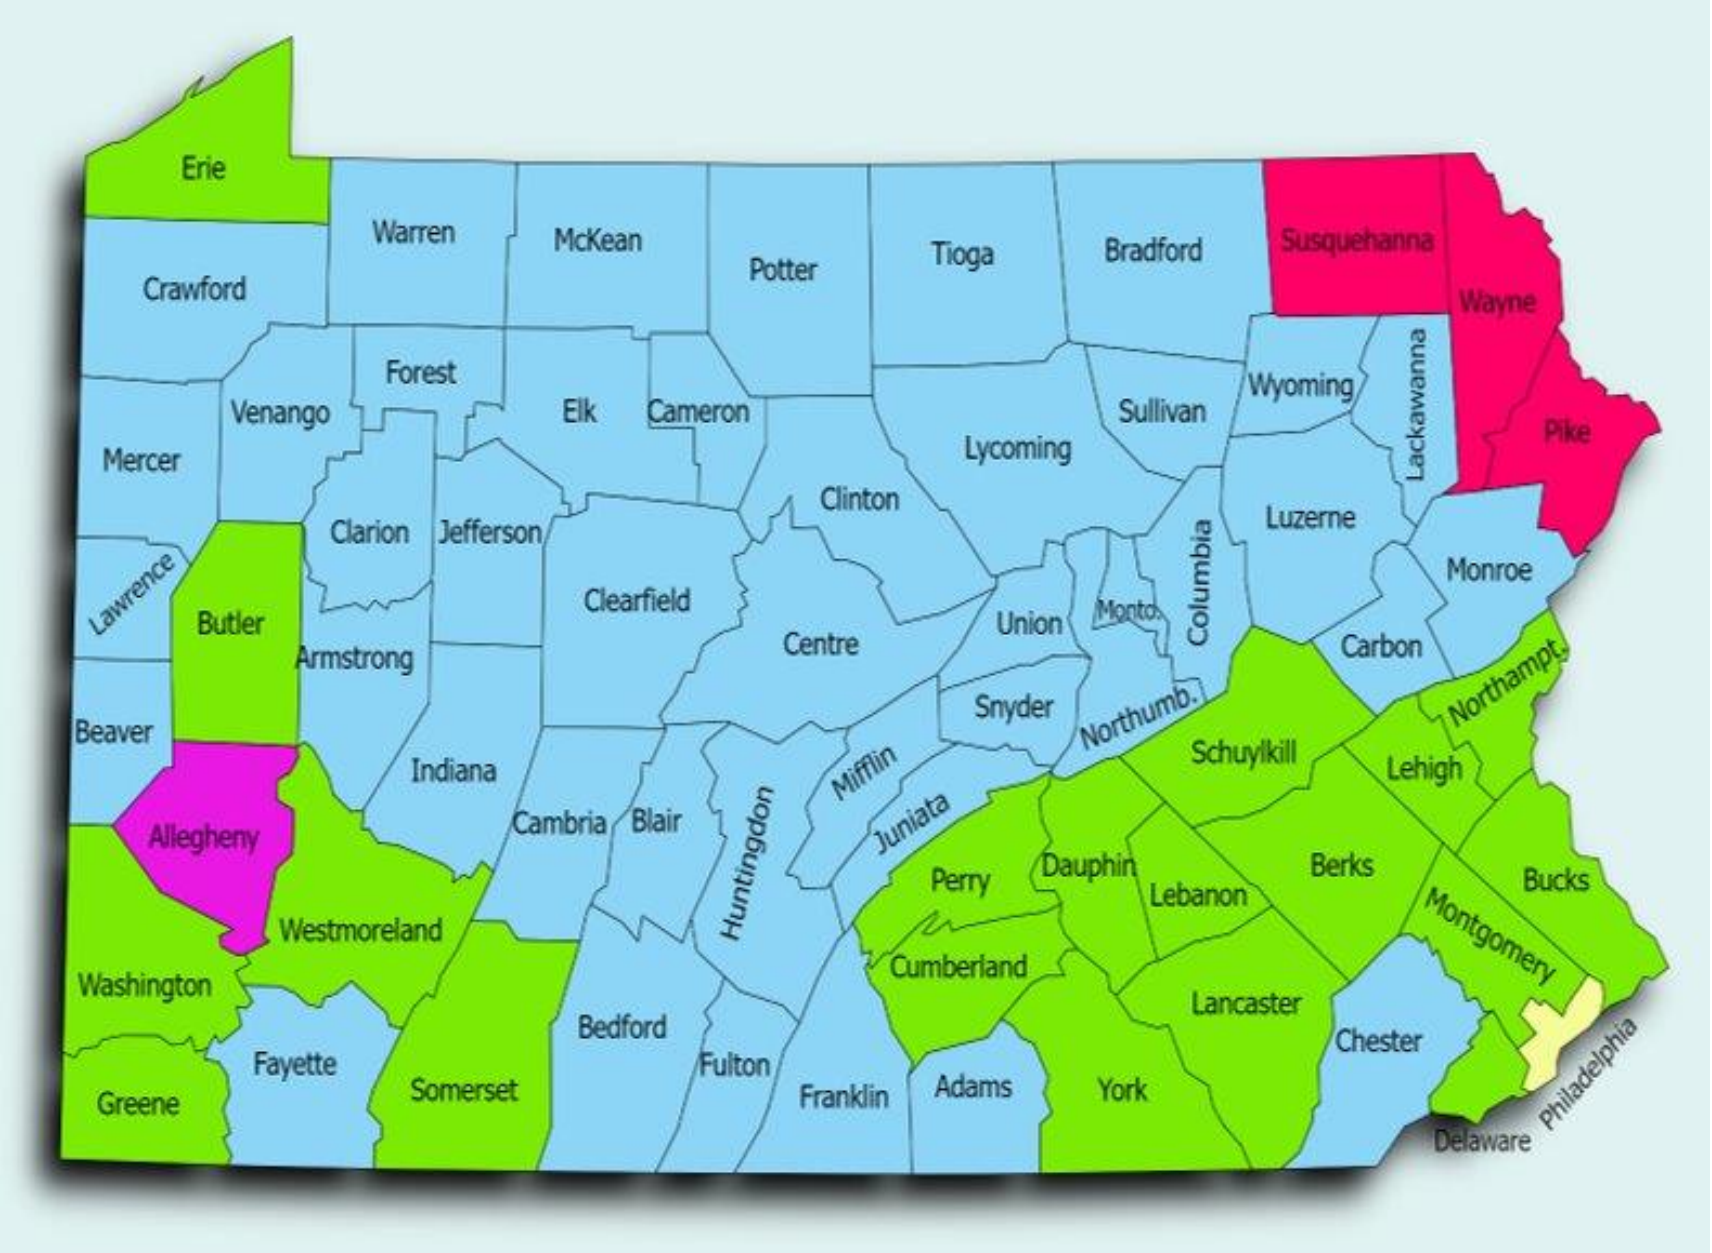 Erie
Warren
McKean
Potter
Tioga
Bradford
Susquehanna
Wayne
Crawford
Forest
Venango
Elk
Cameron
Sullivan
Wyoming
Lackawanna
Pike
Mercer
Lycoming
Clinton
Clarion
Jefferson
Luzerne
Columbia
Monroe
Lawrence
Butler
Clearfield
Centre
Union
Monto.
Carbon
Armstrong
Snyder
Northumb.
Northampt.
Beaver
Indiana
Mifflin
Schuylkill
Lehigh
Allegheny
Cambria
Blair
Huntingdon
Juniata
Perry
Dauphin
Lebanon
Berks
Bucks
Montgomery
Westmoreland
Washington
Cumberland
Lancaster
Bedford
Fulton
Chester
Fayette
Greene
Somerset
Franklin
Adams
York
Philadelphia
Delaware